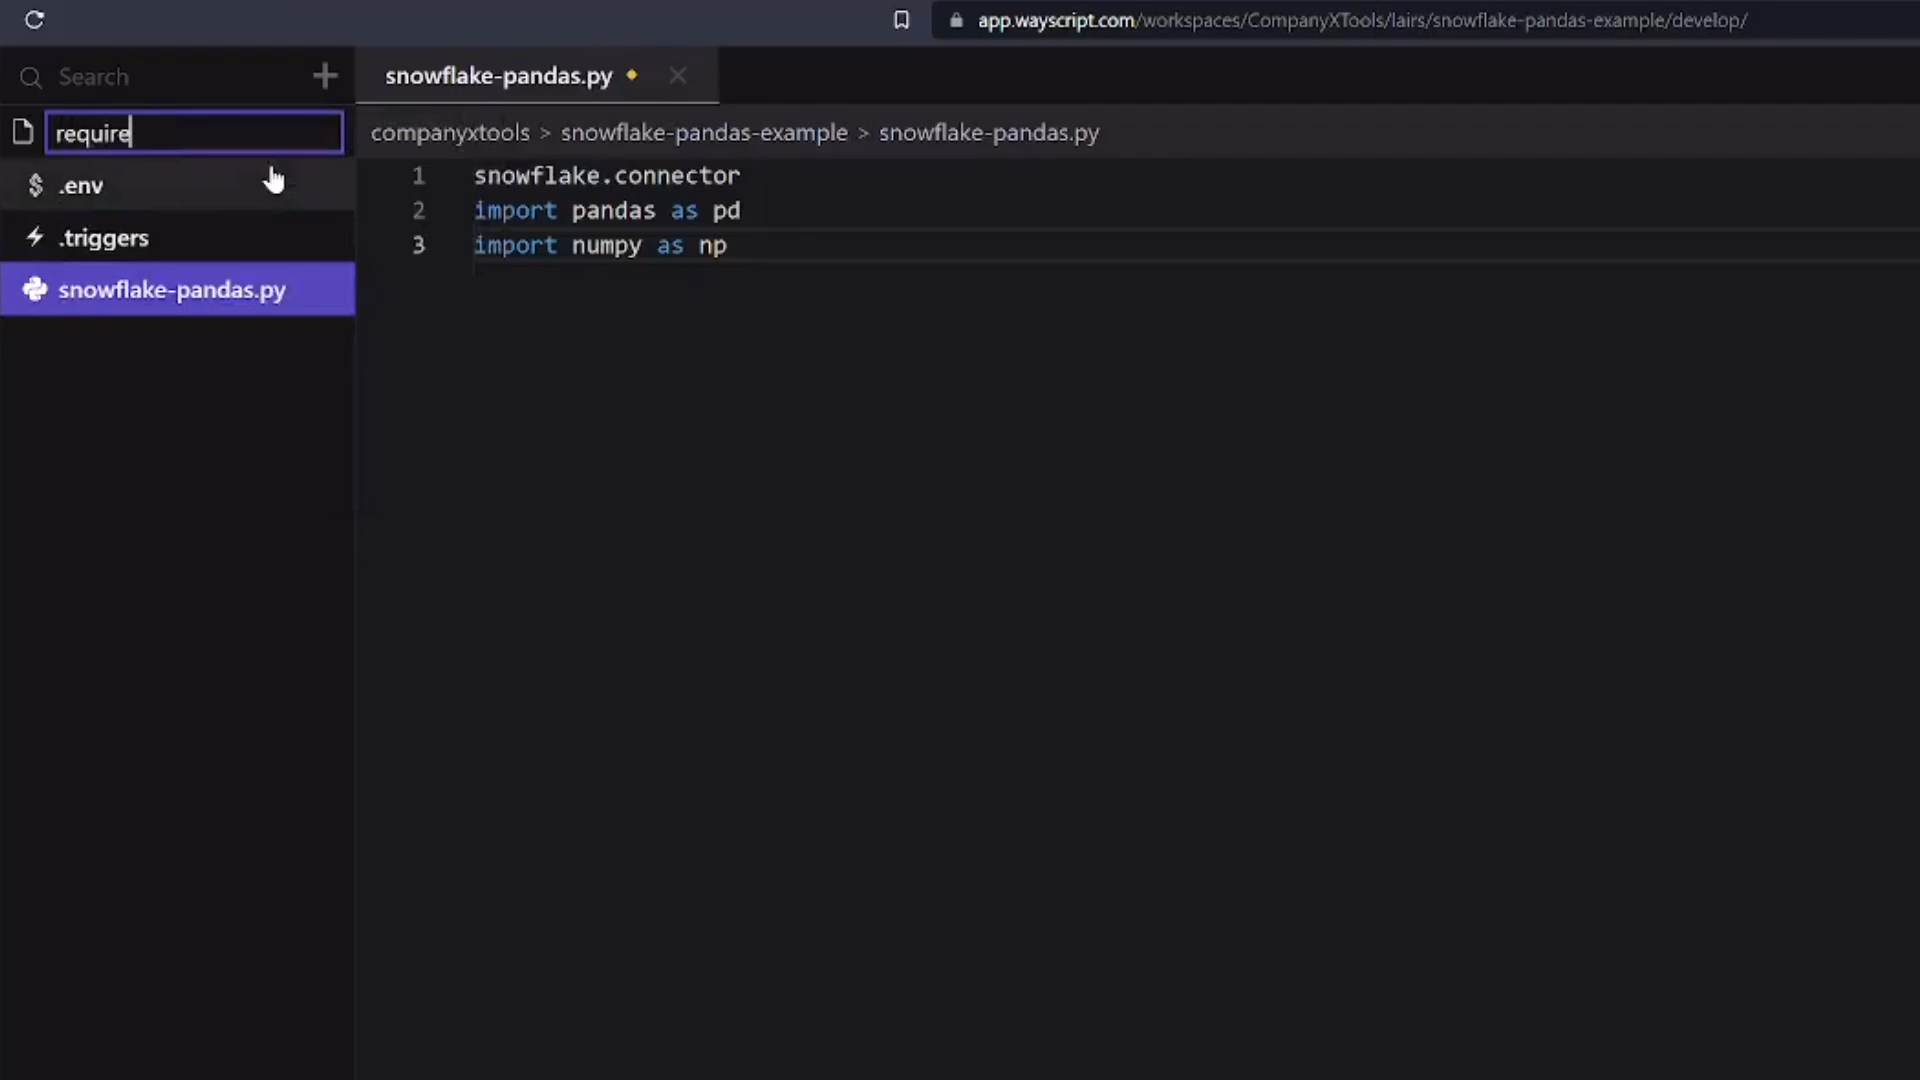 app.wayscript.com/workspaces/CompanyXTools/lairs/snowflake-pandas-example/develop/
Search
snowflake-pandas.py
require
companyxtools > snowflake-pandas-example > snowflake-pandas.py
.env
.triggers
snowflake-pandas.py
1 snowflake.connector
2 import pandas as pd
3 import numpy as np